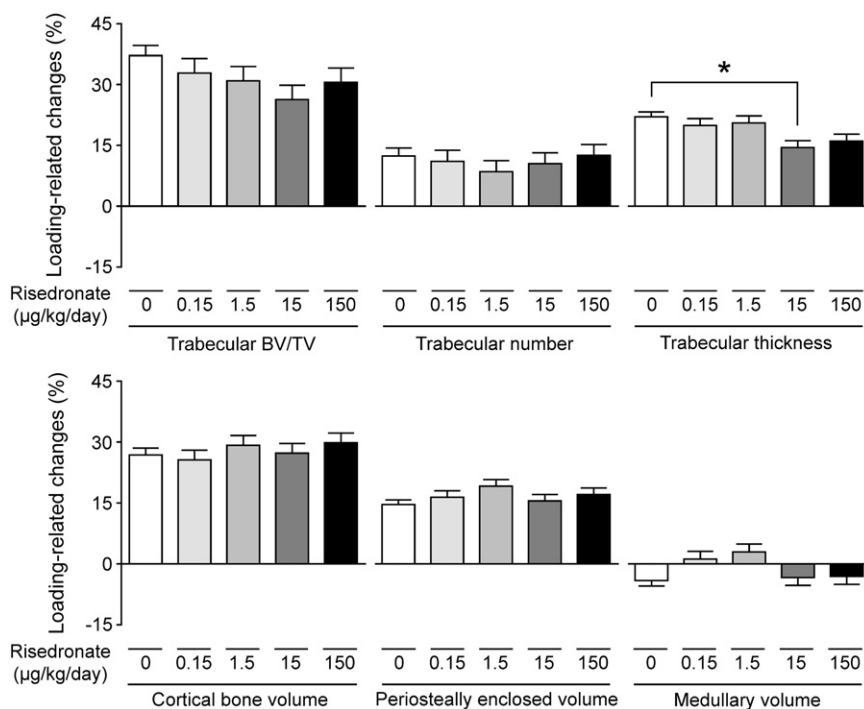 Loading-related changes (%)
45
30
15
0
-15
*
Risedronate
(μg/kg/day)
0 0.15 1.5 15 150 0 0.15 1.5 15 150 0 0.15 1.5 15 150
Trabecular BV/TV Trabecular number Trabecular thickness
Loading-related changes (%)
45
30
15
0
-15
Risedronate
(μg/kg/day)
0 0.15 1.5 15 150 0 0.15 1.5 15 150 0 0.15 1.5 15 150
Cortical bone volume Periosteally enclosed volume Medullary volume